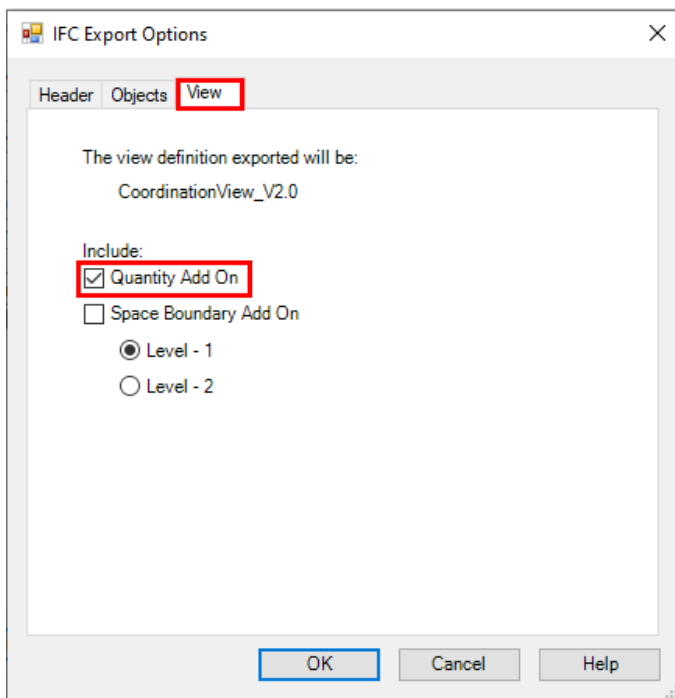 IFC Export Options
Header Objects View
The view definition exported will be:
CoordinationView_V2.0
Include:
Quantity Add On
Space Boundary Add On
Level - 1
Level - 2
OK Cancel Help